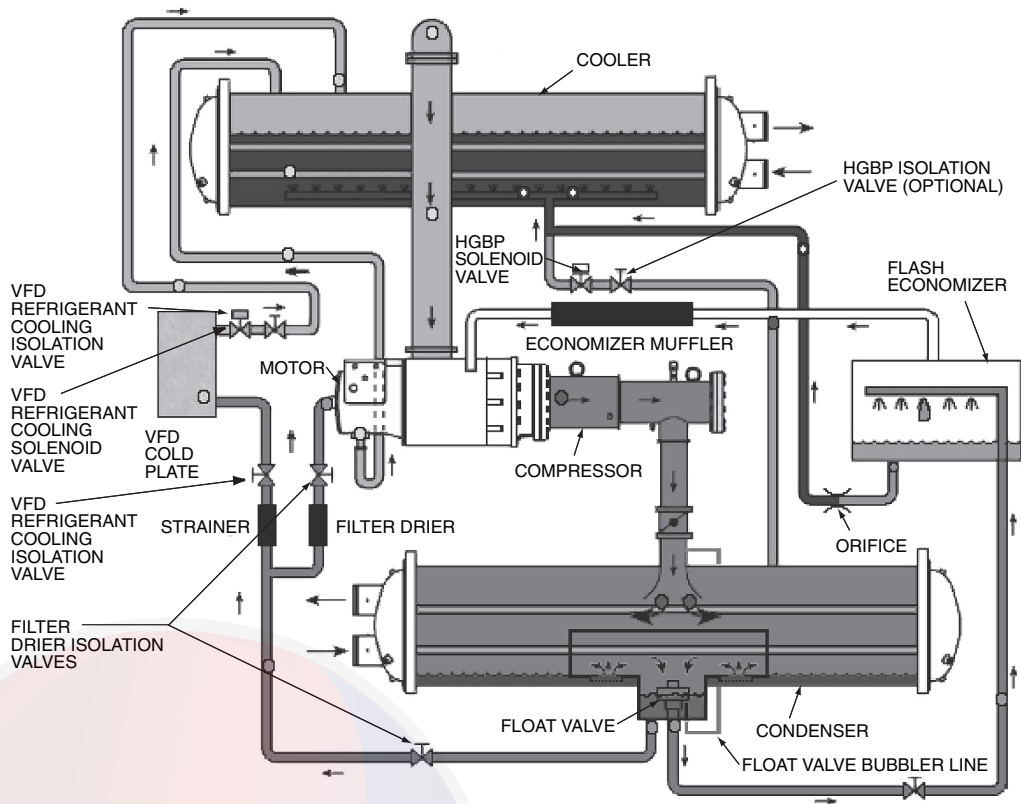 COOLER
HGBP ISOLATION
VALVE (OPTIONAL)
HGBP
SOLENOID
VALVE
FLASH
ECONOMIZER
VFD
REFRIGERANT
COOLING
ISOLATION
VALVE
ECONOMIZER MUFFLER
MOTOR
VFD
REFRIGERANT
COOLING
SOLENOID
VALVE
VFD
COLD
PLATE
COMPRESSOR
VFD
REFRIGERANT
COOLING
ISOLATION
VALVE
STRAINER
FILTER DRIER
ORIFICE
FILTER
DRIER ISOLATION
VALVES
FLOAT VALVE
CONDENSER
FLOAT VALVE BUBBLER LINE